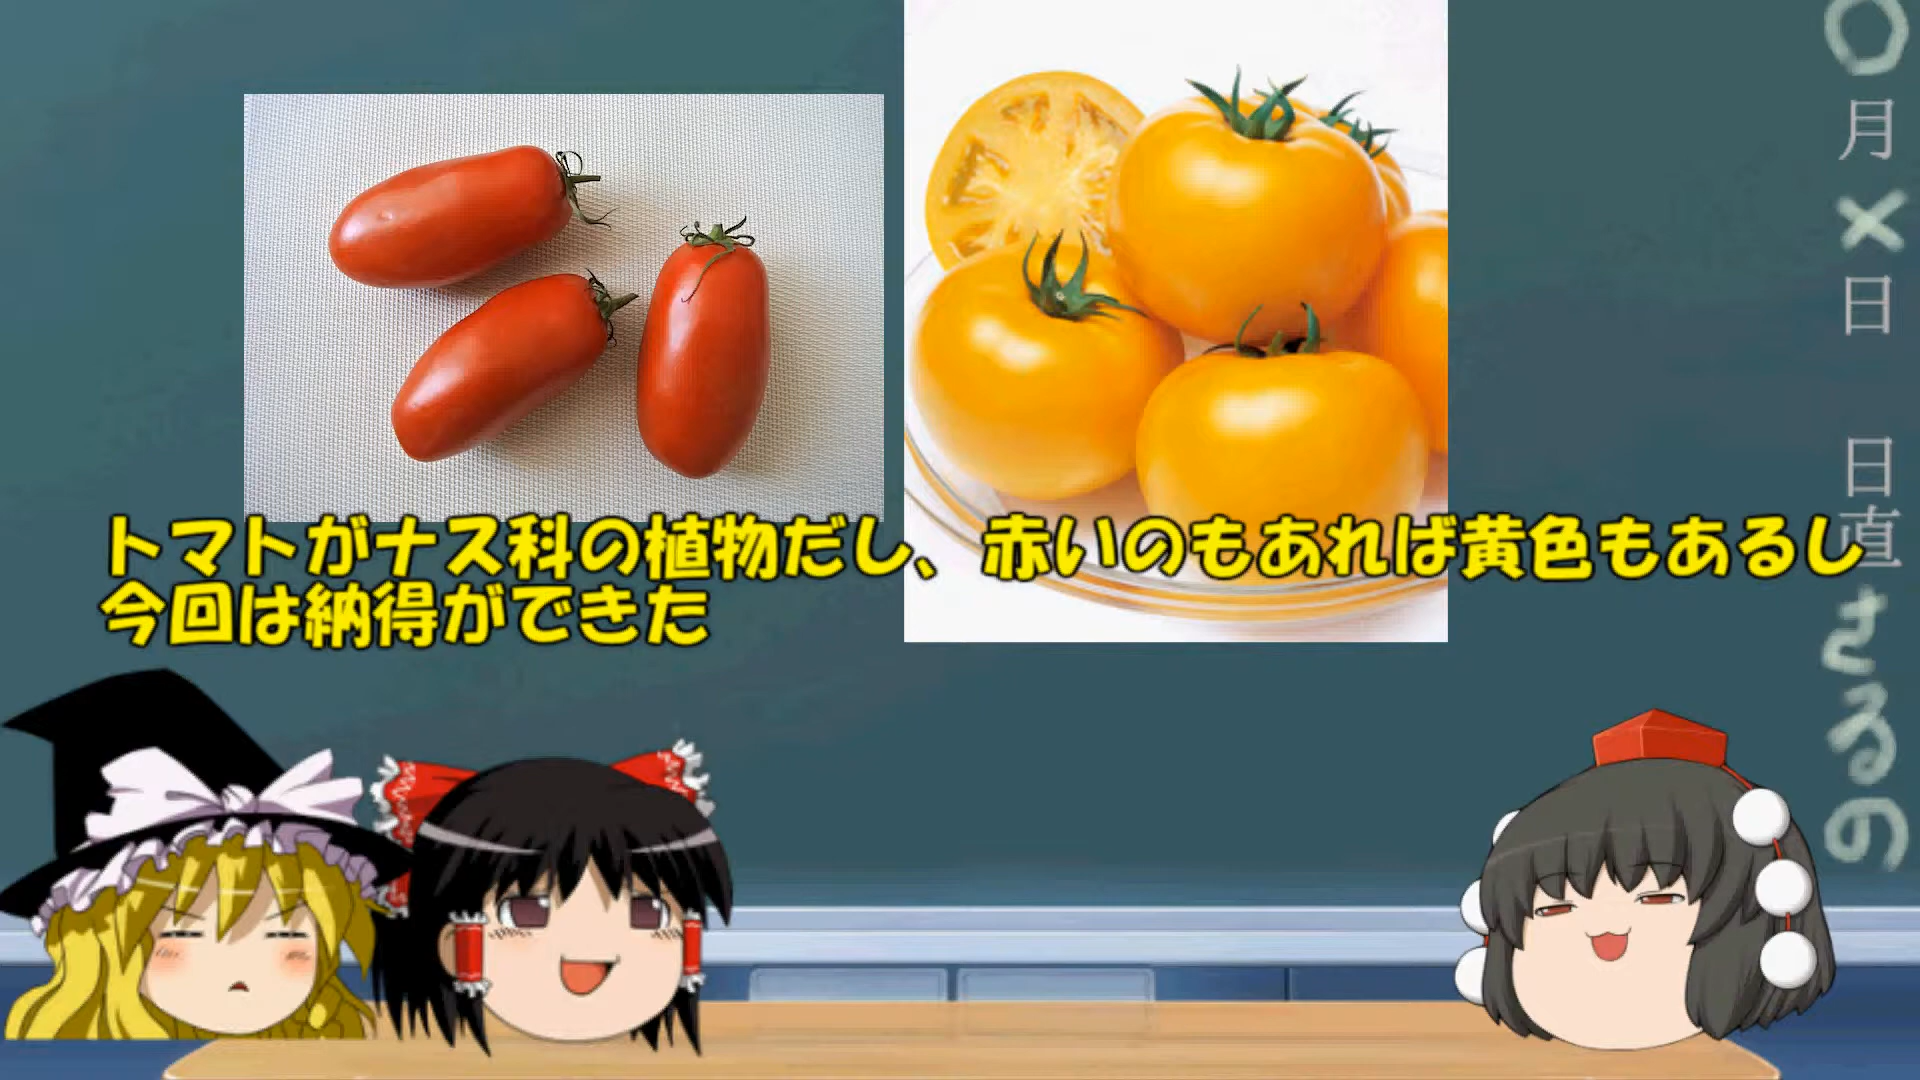 トマトがナス科の植物だし、赤いのもあれば黄色もあるし
今回は納得ができた
〇月×日 日直 さるの